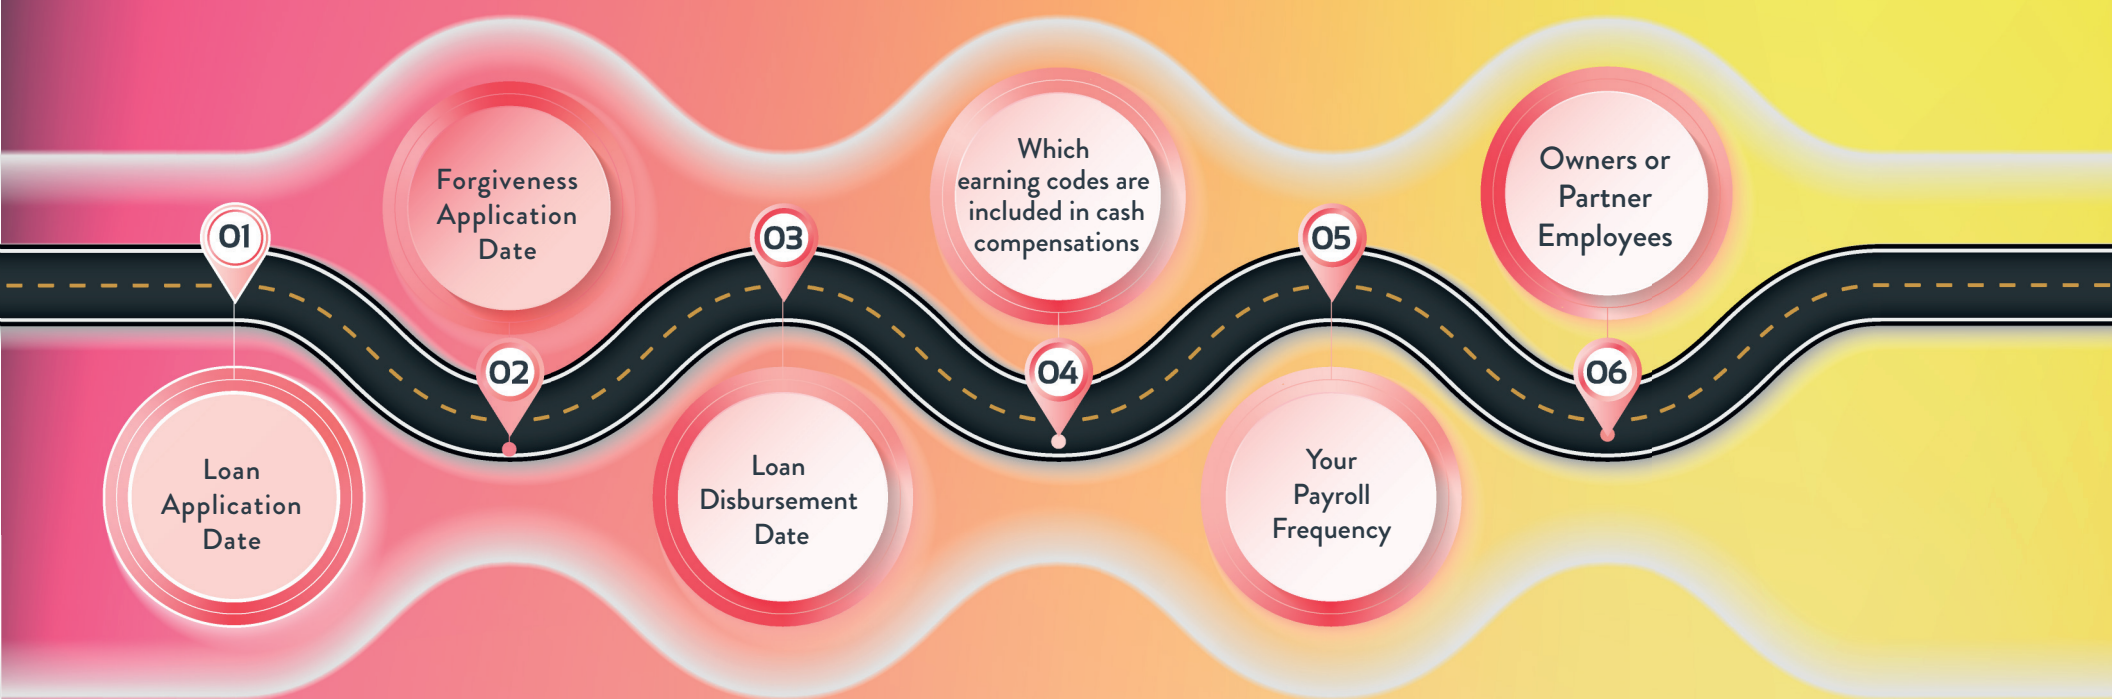 01
Loan
Application
Date
02
Forgiveness
Application
Date
03
Loan
Disbursement
Date
04
Which
earning codes are
included in cash
compensations
05
Your
Payroll
Frequency
06
Owners or
Partner
Employees